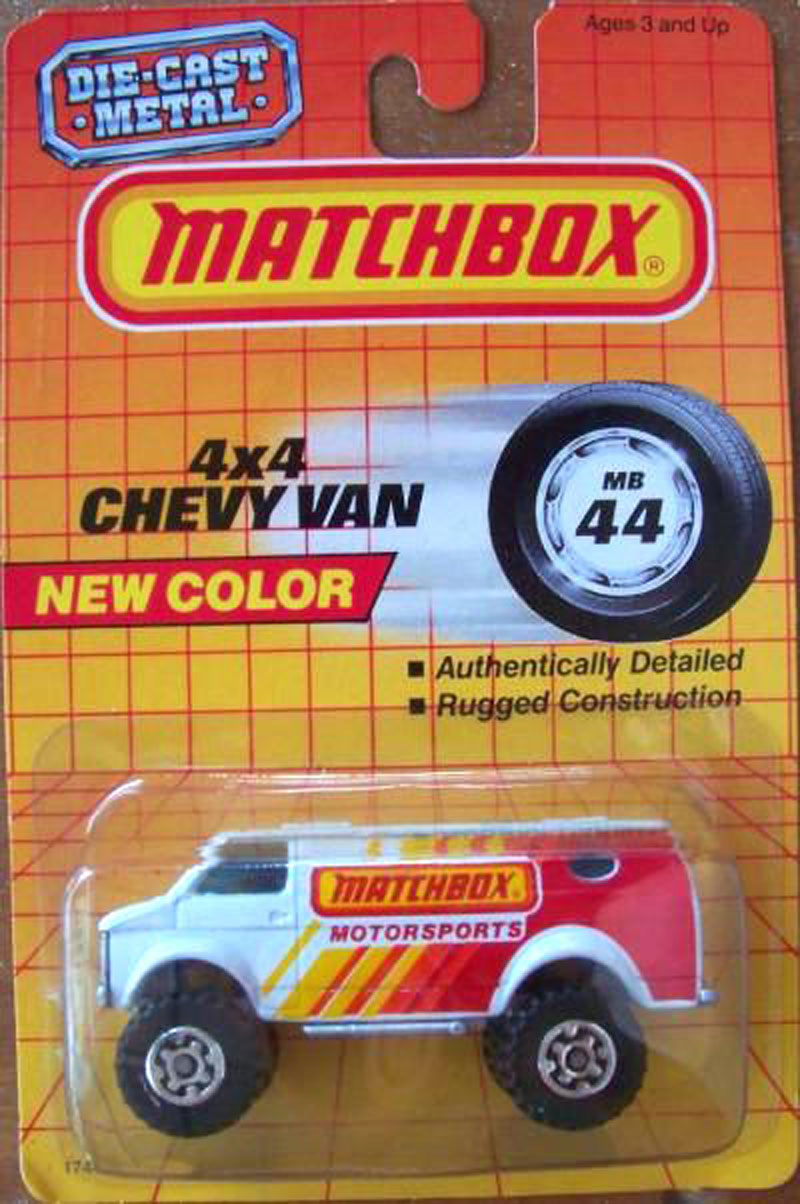 Ages 3 and Up
DIE-CAST
• METAL •
MATCHBOX®
4x4
CHEVY VAN
MB
44
NEW COLOR
■ Authentically Detailed
■ Rugged Construction
MATCHBOX®
MOTORSPORTS